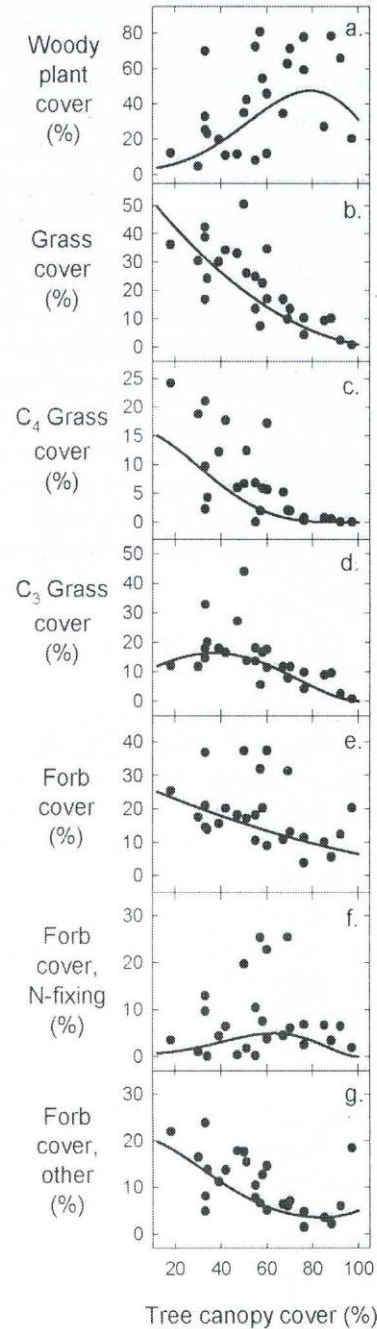 a.
Woody
plant
cover
(%)
80
60
40
20
0
b.
Grass
cover
(%)
50
40
30
20
10
0
c.
C₄ Grass
cover
(%)
25
20
15
10
5
0
d.
C₃ Grass
cover
(%)
50
40
30
20
10
0
e.
Forb
cover
(%)
40
30
20
10
0
f.
Forb
cover,
N-fixing
(%)
30
20
10
0
g.
Forb
cover,
other
(%)
30
20
10
0
20 40 60 80 100
Tree canopy cover (%)